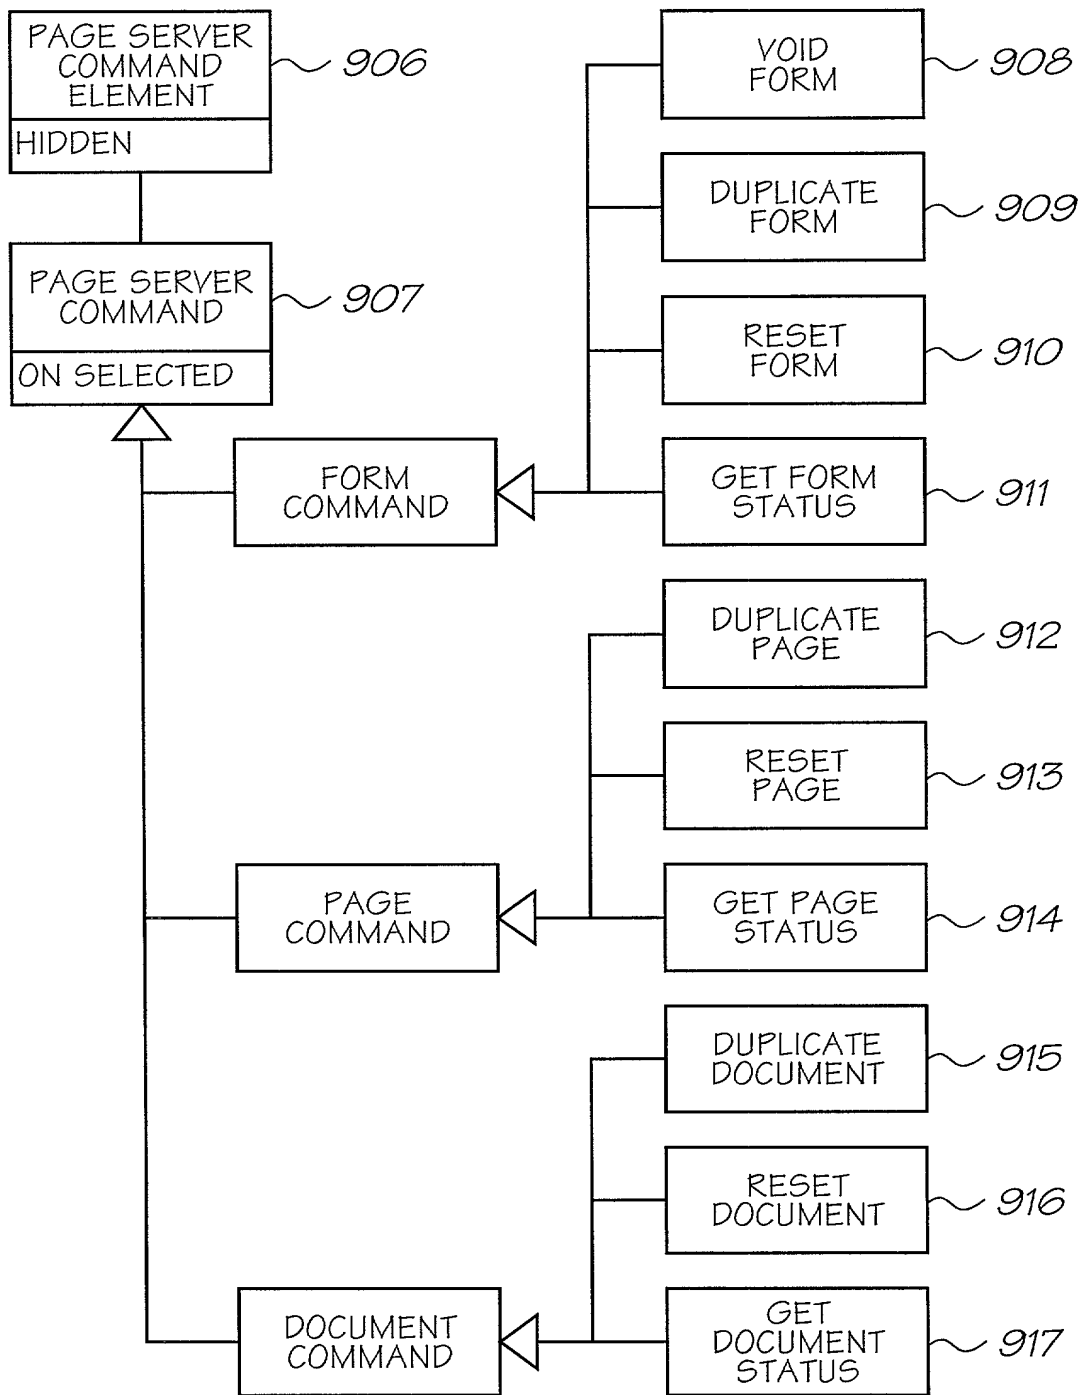 PAGE SERVER
COMMAND
ELEMENT
906
HIDDEN
PAGE SERVER
COMMAND
907
ON SELECTED
FORM
COMMAND
VOID
FORM
908
DUPLICATE
FORM
909
RESET
FORM
910
GET FORM
STATUS
911
PAGE
COMMAND
DUPLICATE
PAGE
912
RESET
PAGE
913
GET PAGE
STATUS
914
DOCUMENT
COMMAND
DUPLICATE
DOCUMENT
915
RESET
DOCUMENT
916
GET
DOCUMENT
STATUS
917